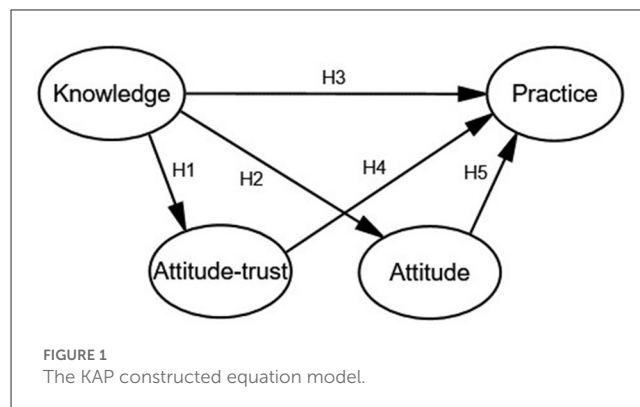 H3
Knowledge
Practice
H1
H2
H4
H5
Attitude-trust
Attitude
FIGURE 1
The KAP constructed equation model.